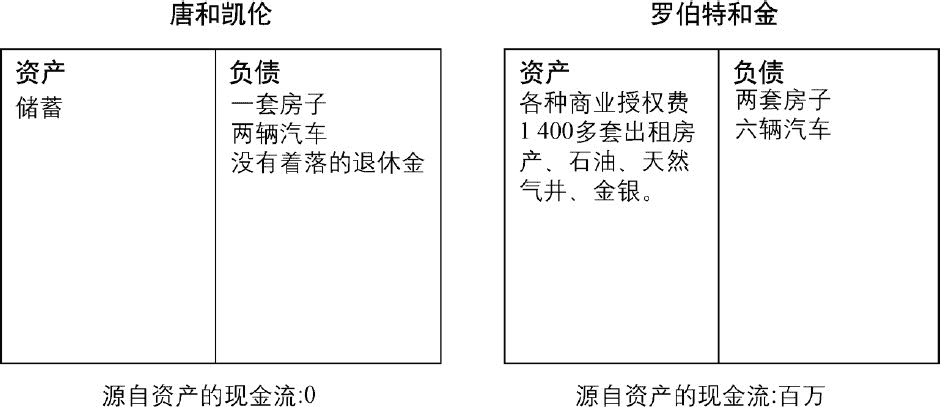 唐和凯伦
资产
储蓄
负债
一套房子
两辆汽车
没有着落的退休金
源自资产的现金流:0
罗伯特和金
资产
各种商业授权费
1 400多套出租房
产、石油、天然
气井、金银。
负债
两套房子
六辆汽车
源自资产的现金流:百万